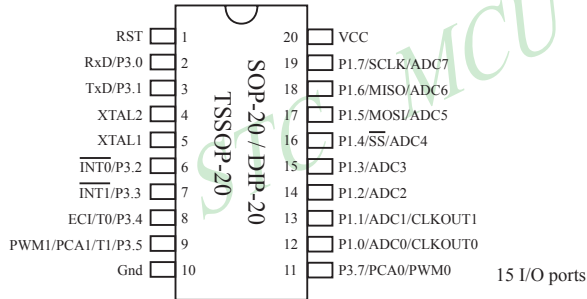 RST 1 20 VCC
RxD/P3.0 2 19 P1.7/SCLK/ADC7
TxD/P3.1 3 18 P1.6/MISO/ADC6
XTAL2 4 17 P1.5/MOSI/ADC5
XTAL1 5 16 P1.4/S̅S̅/ADC4
I̅N̅T̅0̅/P3.2 6 15 P1.3/ADC3
I̅N̅T̅1̅/P3.3 7 14 P1.2/ADC2
ECI/T0/P3.4 8 13 P1.1/ADC1/CLKOUT1
PWM1/PCA1/T1/P3.5 9 12 P1.0/ADC0/CLKOUT0
Gnd 10 11 P3.7/PCA0/PWM0
SOP-20 / DIP-20
TSSOP-20
15 I/O ports
STC MCU